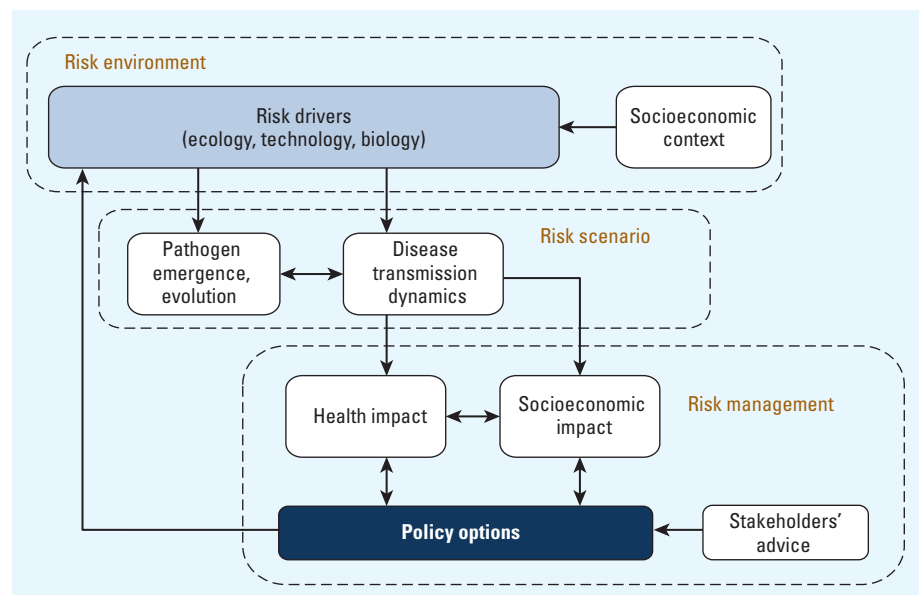 Risk environment
Risk drivers
(ecology, technology, biology)
Socioeconomic
context
Risk scenario
Pathogen
emergence,
evolution
Disease
transmission
dynamics
Health impact
Socioeconomic
impact
Risk management
Policy options
Stakeholders’
advice